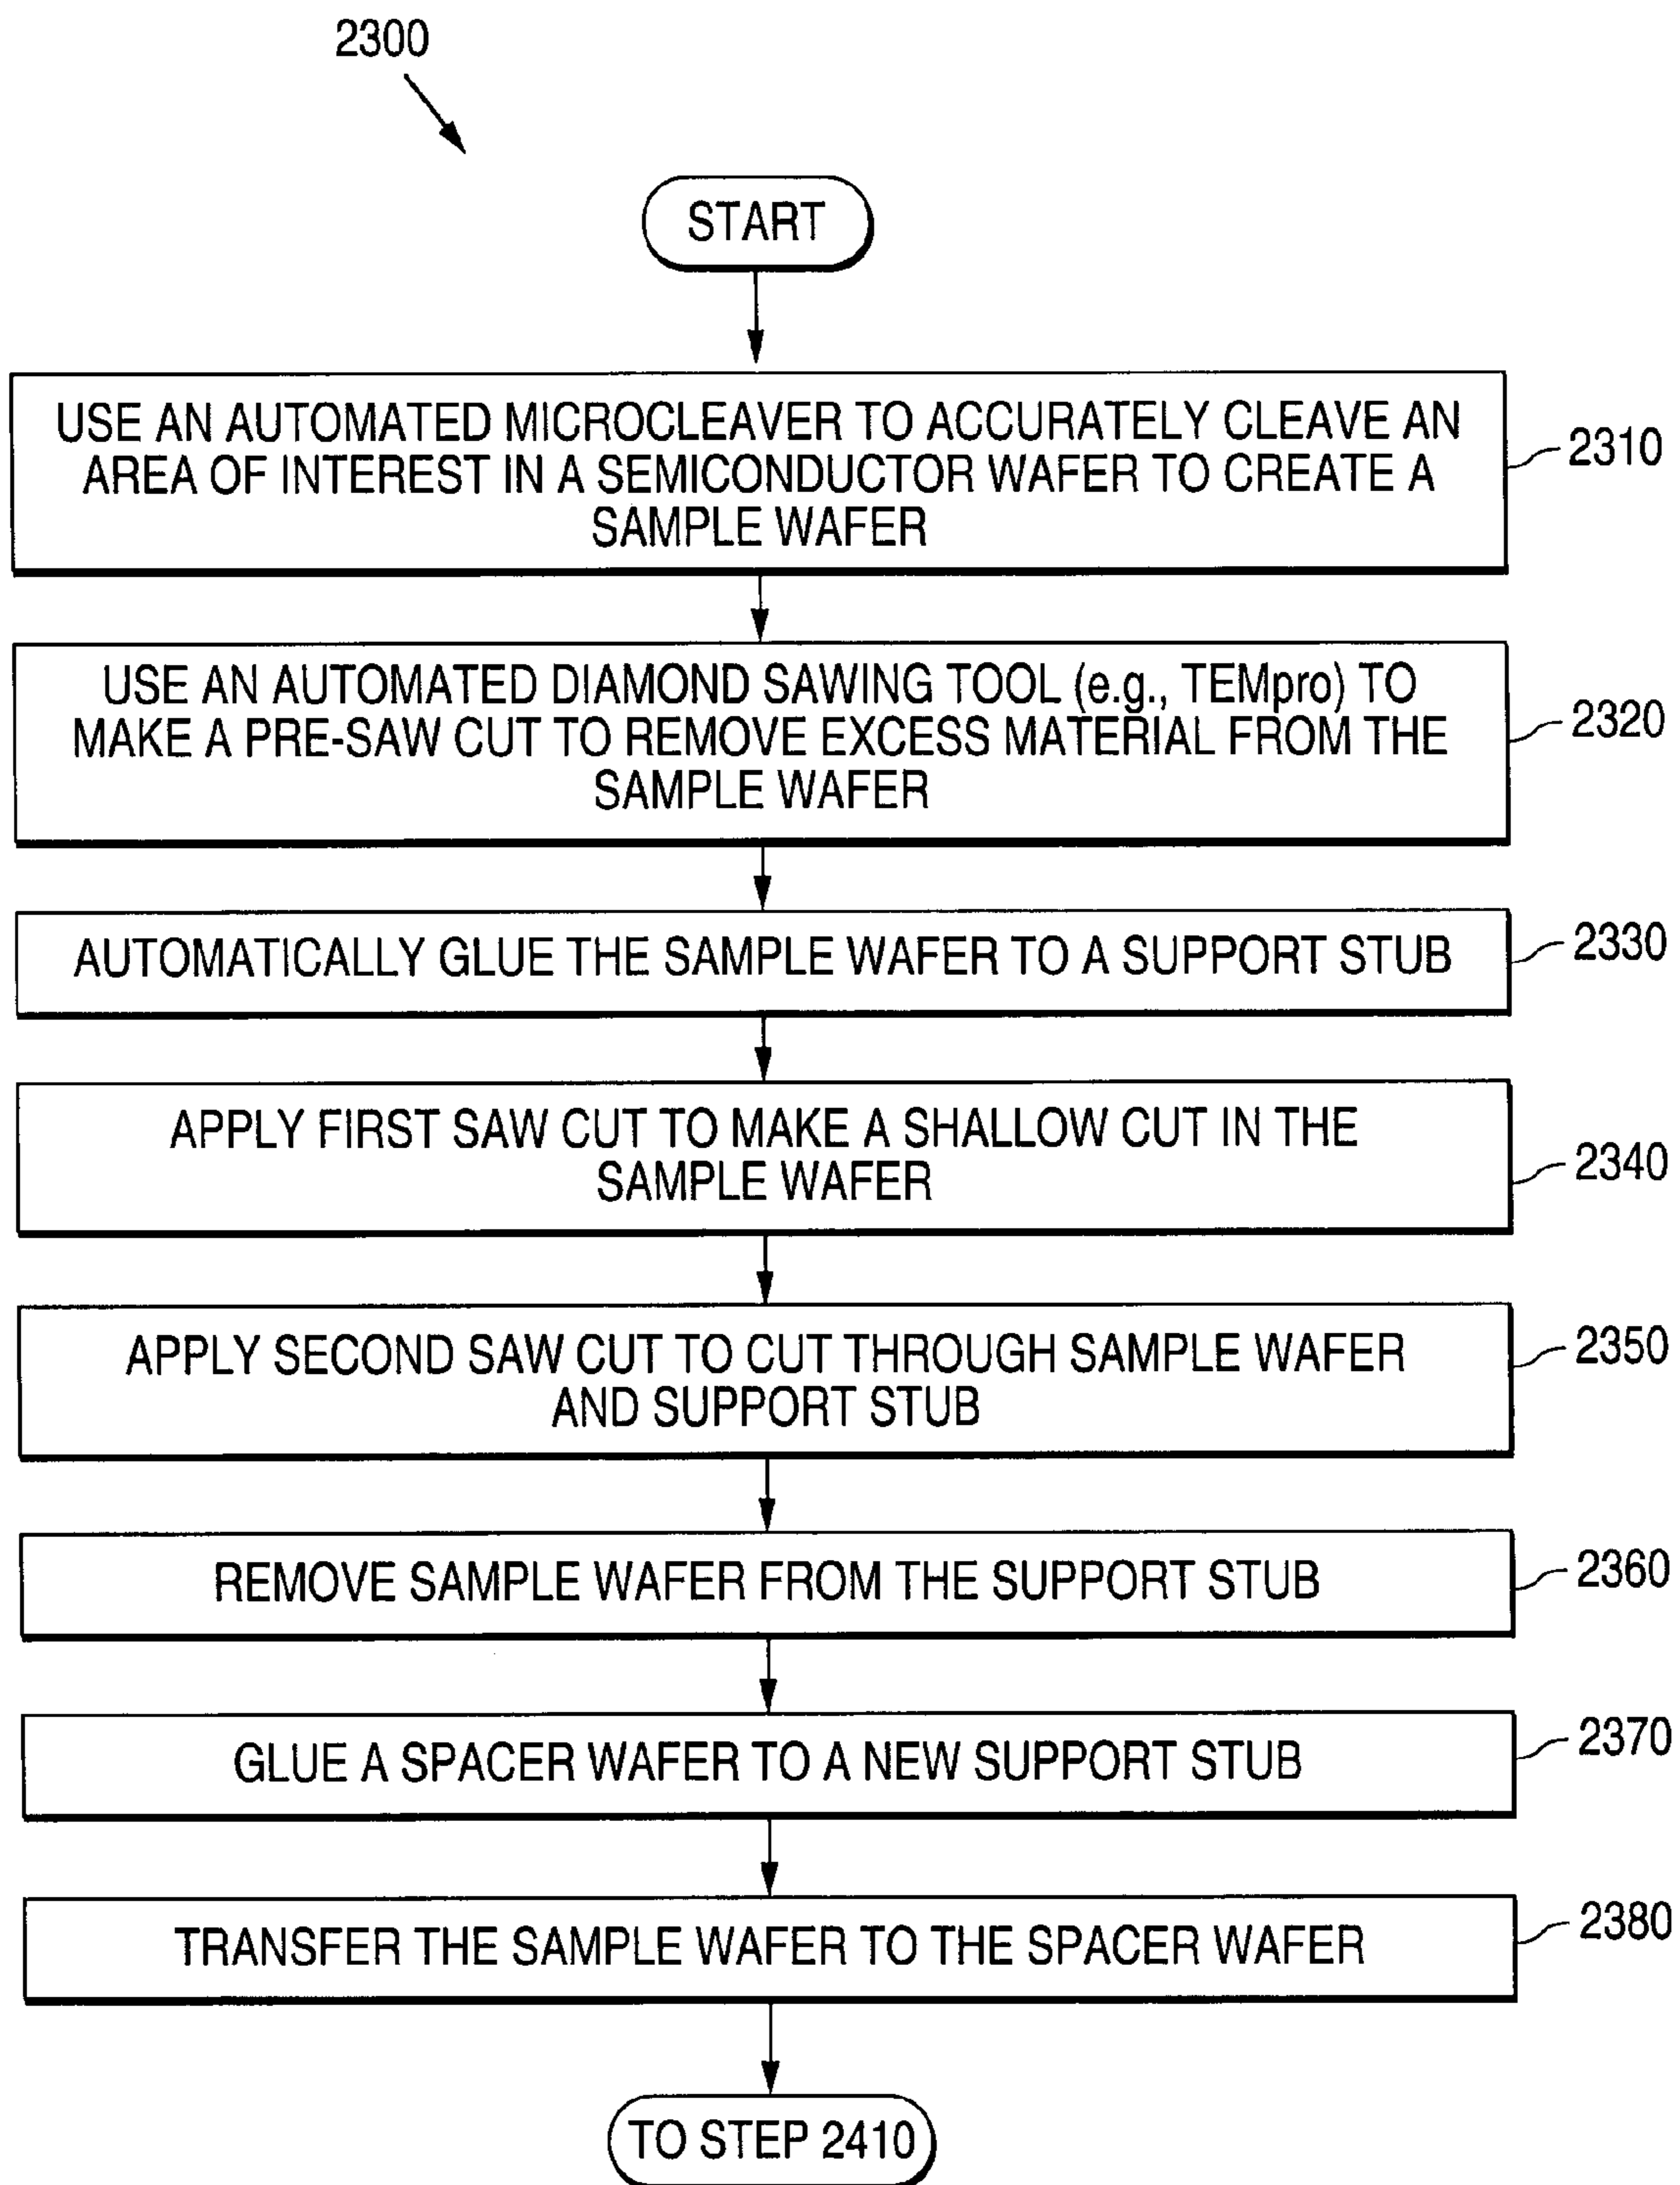 2300
START
USE AN AUTOMATED MICROCLEAVER TO ACCURATELY CLEAVE AN
AREA OF INTEREST IN A SEMICONDUCTOR WAFER TO CREATE A
SAMPLE WAFER
2310
USE AN AUTOMATED DIAMOND SAWING TOOL (e.g., TEMpro) TO
MAKE A PRE-SAW CUT TO REMOVE EXCESS MATERIAL FROM THE
SAMPLE WAFER
2320
AUTOMATICALLY GLUE THE SAMPLE WAFER TO A SUPPORT STUB
2330
APPLY FIRST SAW CUT TO MAKE A SHALLOW CUT IN THE
SAMPLE WAFER
2340
APPLY SECOND SAW CUT TO CUT THROUGH SAMPLE WAFER
AND SUPPORT STUB
2350
REMOVE SAMPLE WAFER FROM THE SUPPORT STUB
2360
GLUE A SPACER WAFER TO A NEW SUPPORT STUB
2370
TRANSFER THE SAMPLE WAFER TO THE SPACER WAFER
2380
TO STEP 2410